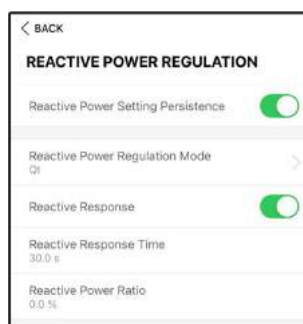 BACK
REACTIVE POWER REGULATION
Reactive Power Setting Persistence
Reactive Power Regulation Mode
Qt
Reactive Response
Reactive Response Time
30.0 s
Reactive Power Ratio
0.0 %